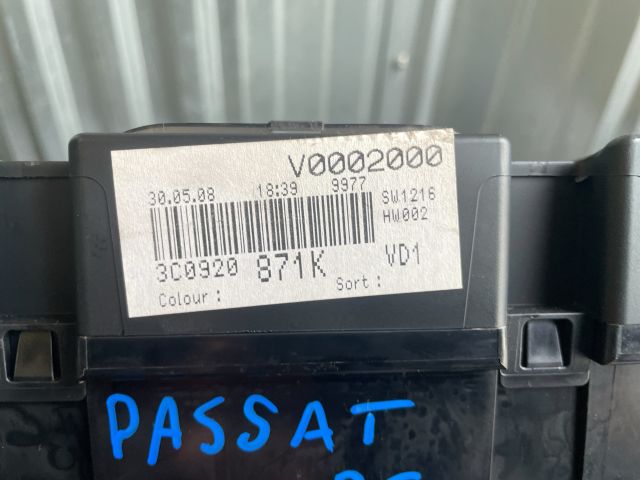 V0002000
30.05.08 18:39 9977 SW1216
HW002
3C0920 871K VD1
Colour : Sort :
PASSAT